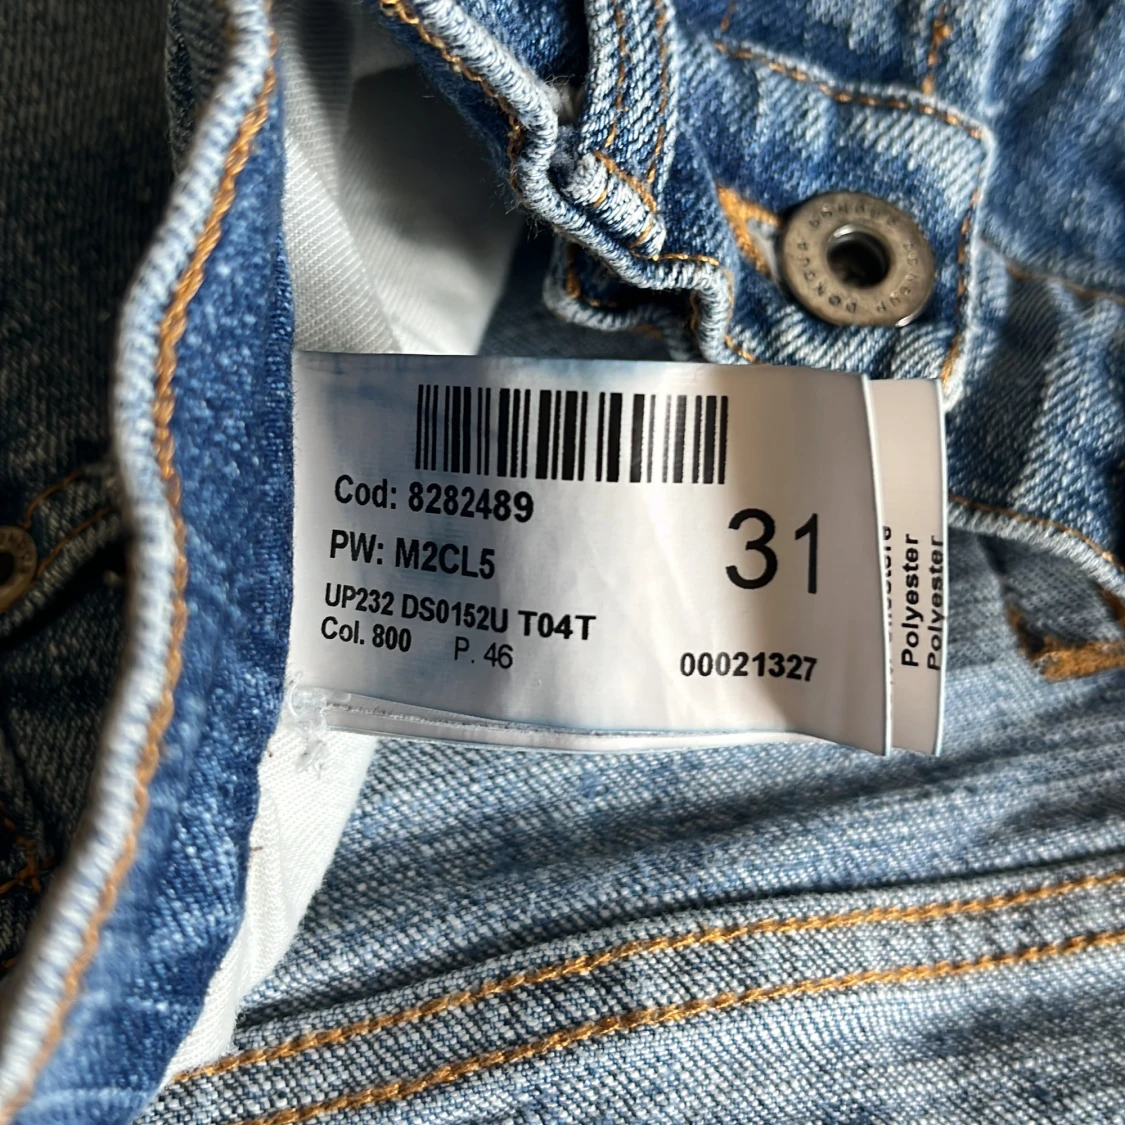 Cod: 8282489
PW: M2CL5
31
UP232 DS0152U T04T
Col. 800 P. 46
00021327
Polyester
Polyester